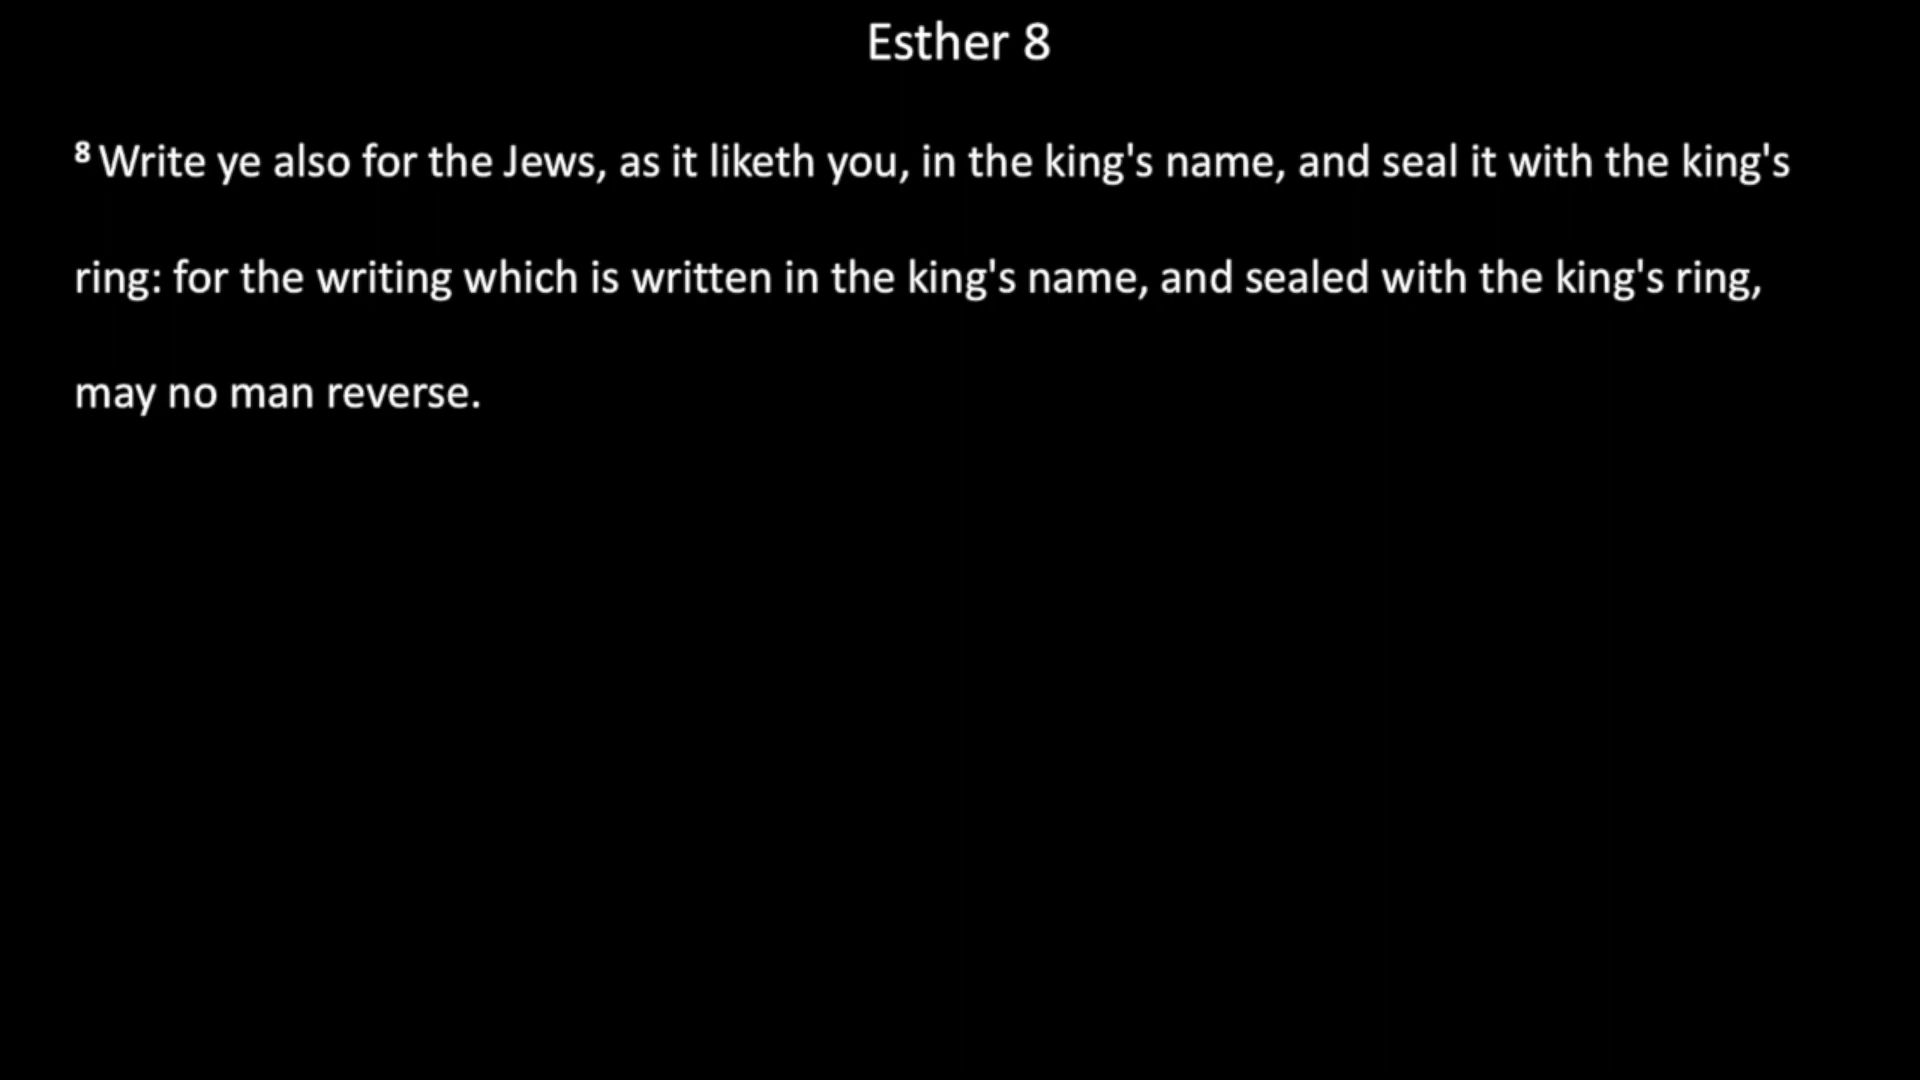 Esther 8
8 Write ye also for the Jews, as it liketh you, in the king's name, and seal it with the king's
ring: for the writing which is written in the king's name, and sealed with the king's ring,
may no man reverse.